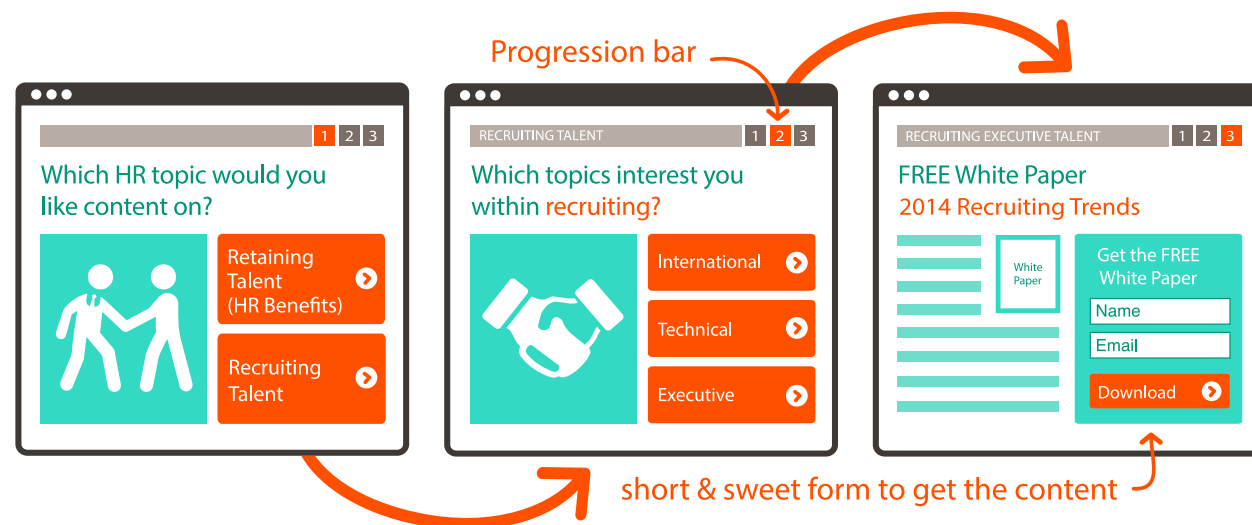 Progression bar
1 2 3
Which HR topic would you
like content on?
Retaining
Talent
(HR Benefits)
Recruiting
Talent
RECRUITING TALENT 1 2 3
Which topics interest you
within recruiting?
International
Technical
Executive
RECRUITING EXECUTIVE TALENT 1 2 3
FREE White Paper
2014 Recruiting Trends
White
Paper
Get the FREE
White Paper
Name
Email
Download
short & sweet form to get the content